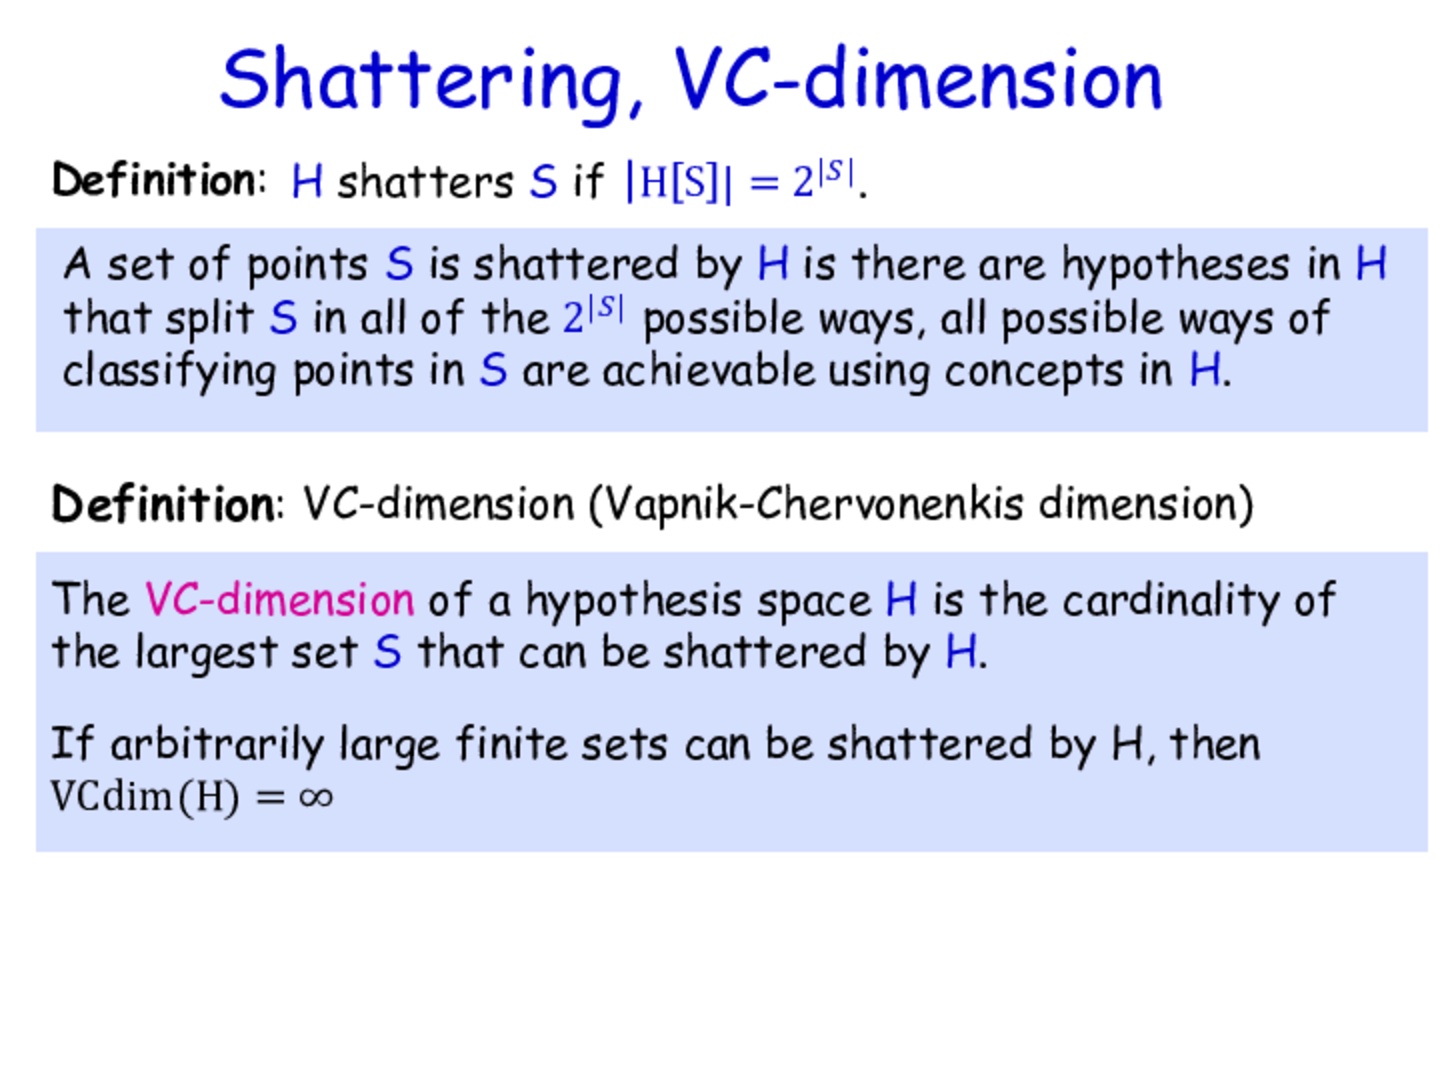 Shattering, VC-dimension
Definition: H shatters S if |H[S]| = 2^|S|.
A set of points S is shattered by H is there are hypotheses in H
that split S in all of the 2^|S| possible ways, all possible ways of
classifying points in S are achievable using concepts in H.
Definition: VC-dimension (Vapnik-Chervonenkis dimension)
The VC-dimension of a hypothesis space H is the cardinality of
the largest set S that can be shattered by H.
If arbitrarily large finite sets can be shattered by H, then
VCdim(H) = ∞